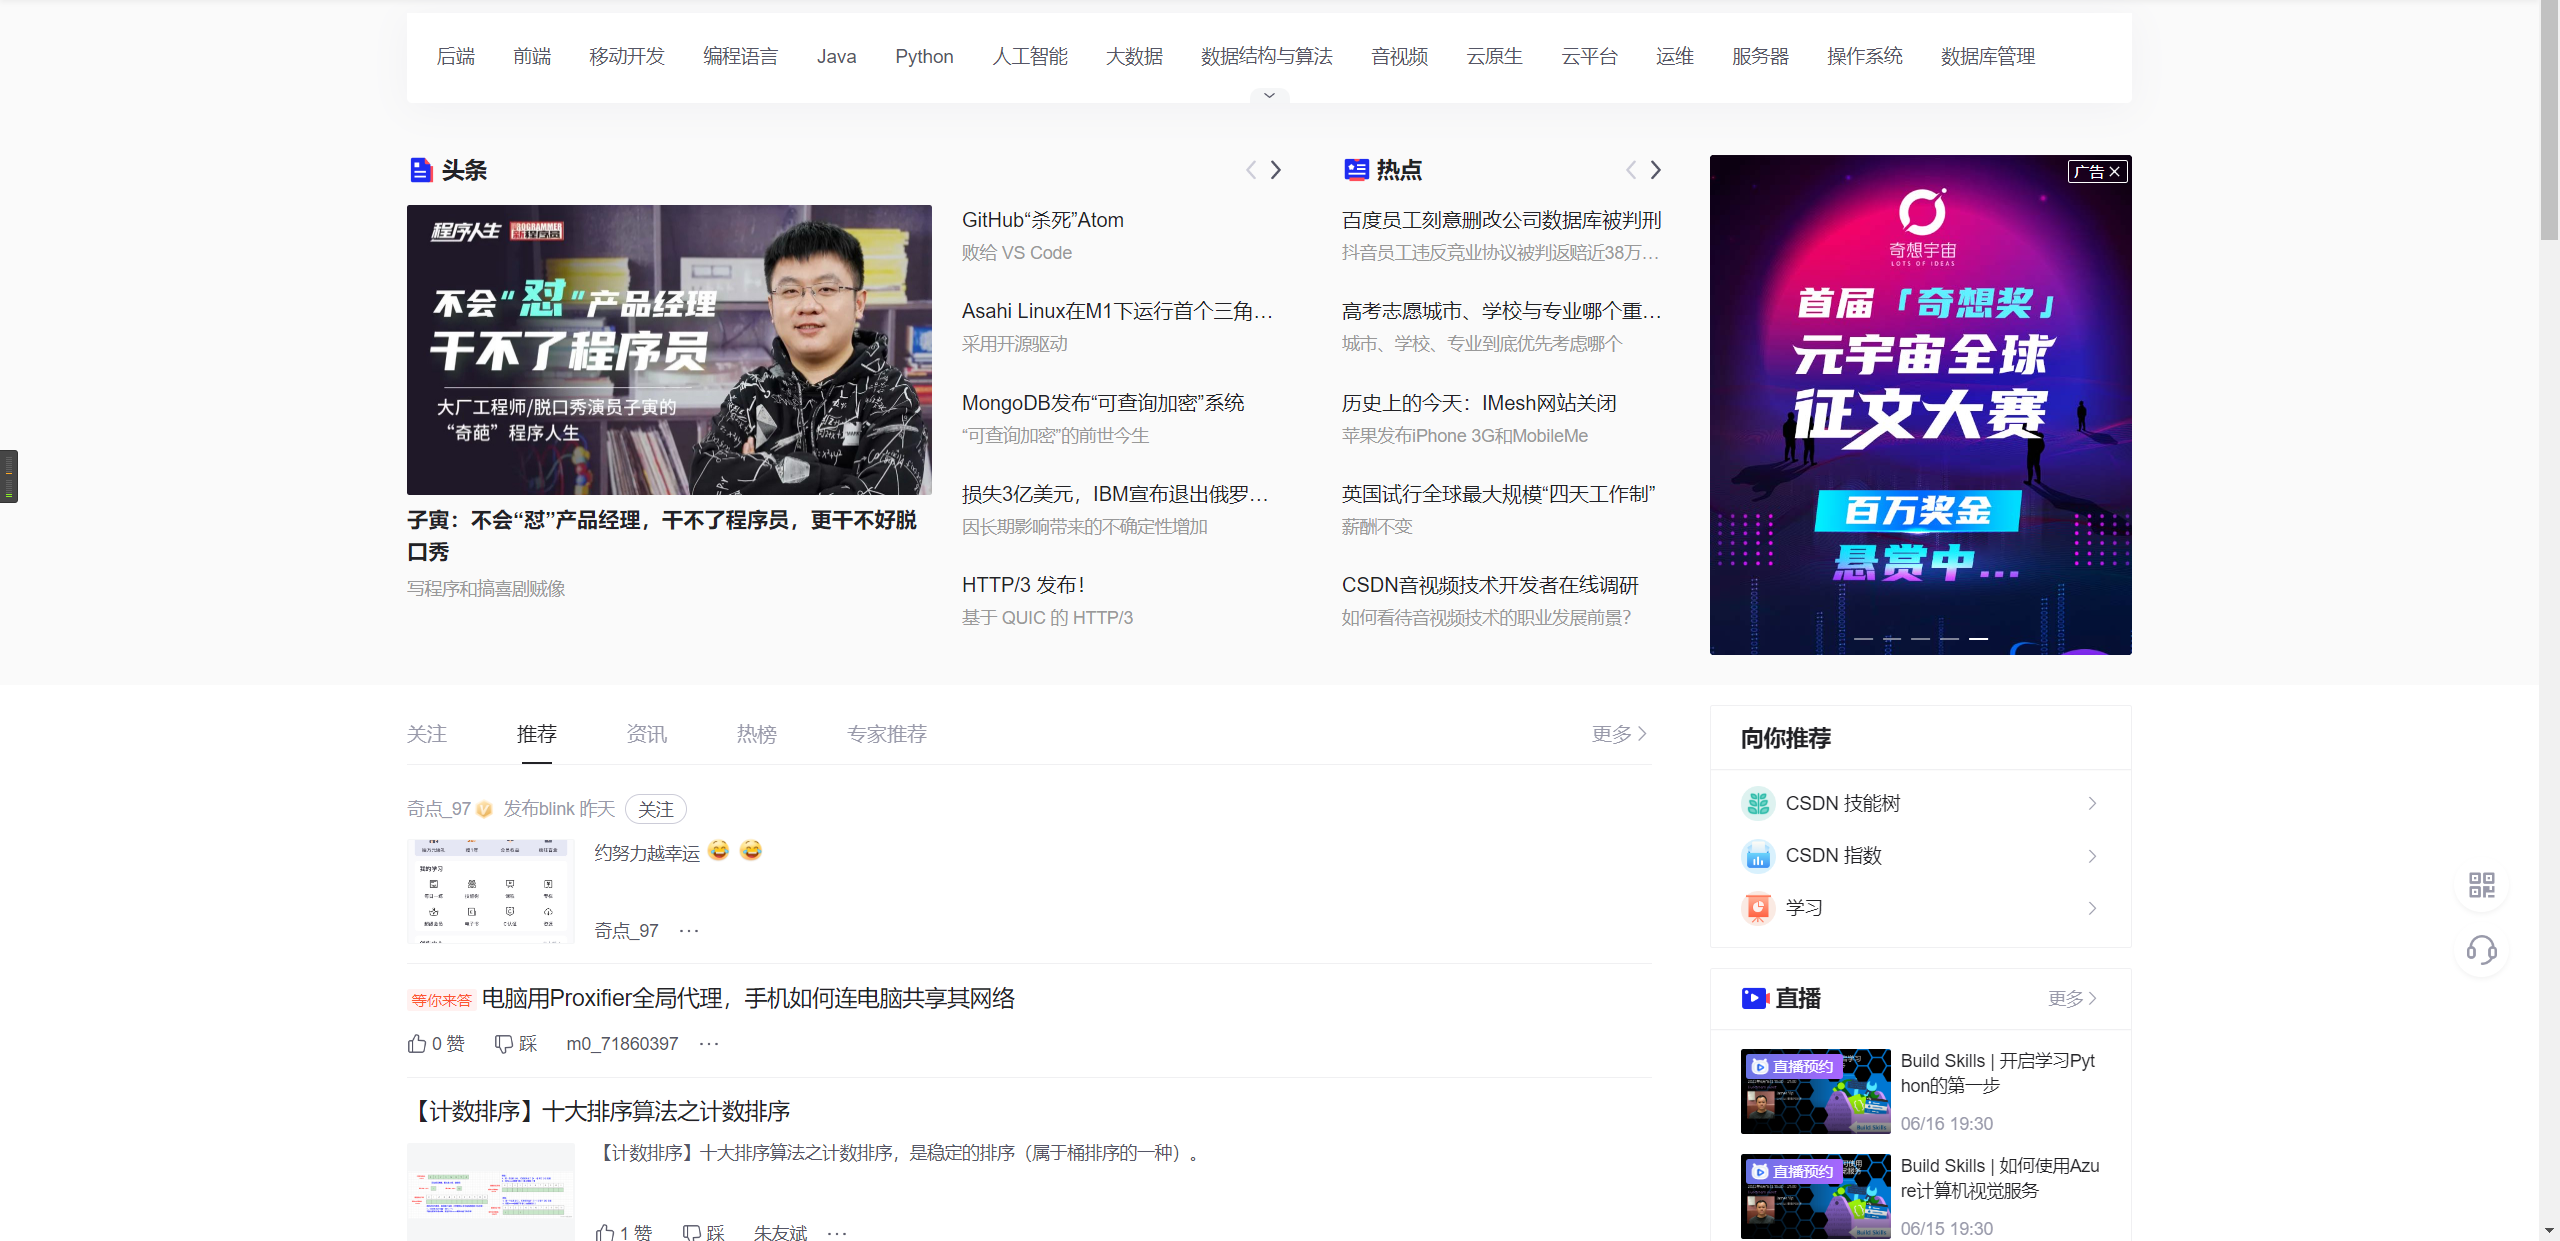 后端 前端 移动开发 编程语言 Java Python 人工智能 大数据 数据结构与算法 音视频 云原生 云平台 运维 服务器 操作系统 数据库管理
头条
程序人生
不会“怼”产品经理
干不了程序员
大厂工程师/脱口秀演员子寅的
“奇葩”程序人生
子寅：不会“怼”产品经理，干不了程序员，更干不好脱
口秀
写程序和搞喜剧贼像
GitHub“杀死”Atom
败给 VS Code
Asahi Linux在M1下运行首个三角…
采用开源驱动
MongoDB发布“可查询加密”系统
“可查询加密”的前世今生
损失3亿美元，IBM宣布退出俄罗…
因长期影响带来的不确定性增加
HTTP/3 发布！
基于 QUIC 的 HTTP/3
热点
百度员工刻意删改公司数据库被判刑
抖音员工违反竞业协议被判返赔近38万…
高考志愿城市、学校与专业哪个重…
城市、学校、专业到底优先考虑哪个
历史上的今天：IMesh网站关闭
苹果发布iPhone 3G和MobileMe
英国试行全球最大规模“四天工作制”
薪酬不变
CSDN音视频技术开发者在线调研
如何看待音视频技术的职业发展前景？
广告
奇想宇宙
LOTS OF IDEAS
首届「奇想奖」
元宇宙全球
征文大赛
百万奖金
悬赏中...
关注 推荐 资讯 热榜 专家推荐 更多
奇点_97 发布blink 昨天 关注
约努力越幸运
我的学习
奇点_97 ...
等你来答 电脑用Proxifier全局代理，手机如何连电脑共享其网络
0 赞 踩 m0_71860397 ...
【计数排序】十大排序算法之计数排序
【计数排序】十大排序算法之计数排序，是稳定的排序（属于桶排序的一种）。
1 赞 踩 朱友斌 ...
向你推荐
CSDN 技能树
CSDN 指数
学习
直播 更多
直播预约
Build Skills
Build Skills | 开启学习Pyt
hon的第一步
06/16 19:30
直播预约
Build Skills
Build Skills | 如何使用Azu
re计算机视觉服务
06/15 19:30